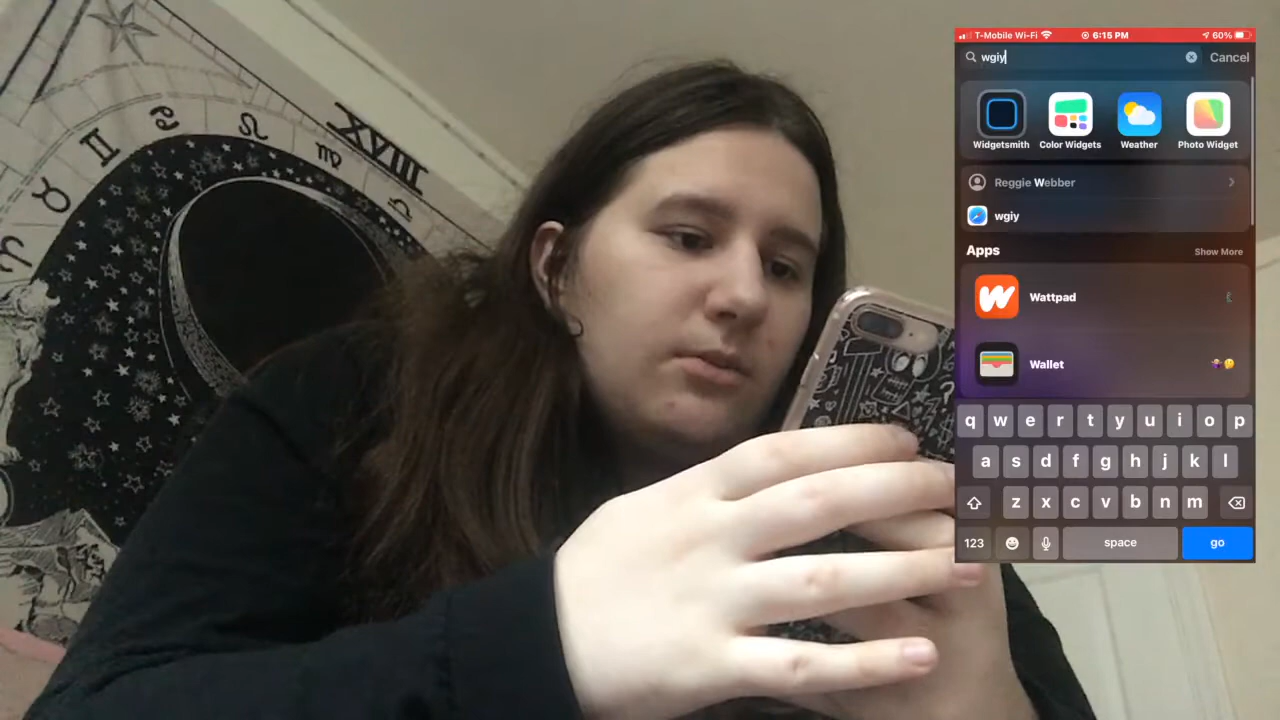 XVIII
T-Mobile Wi-Fi 6:15 PM 60%
wgiy Cancel
Widgetsmith Color Widgets Weather Photo Widget
Reggie Webber
wgiy
Apps Show More
Wattpad
Wallet
q w e r t y u i o p
a s d f g h j k l
z x c v b n m
123 space go